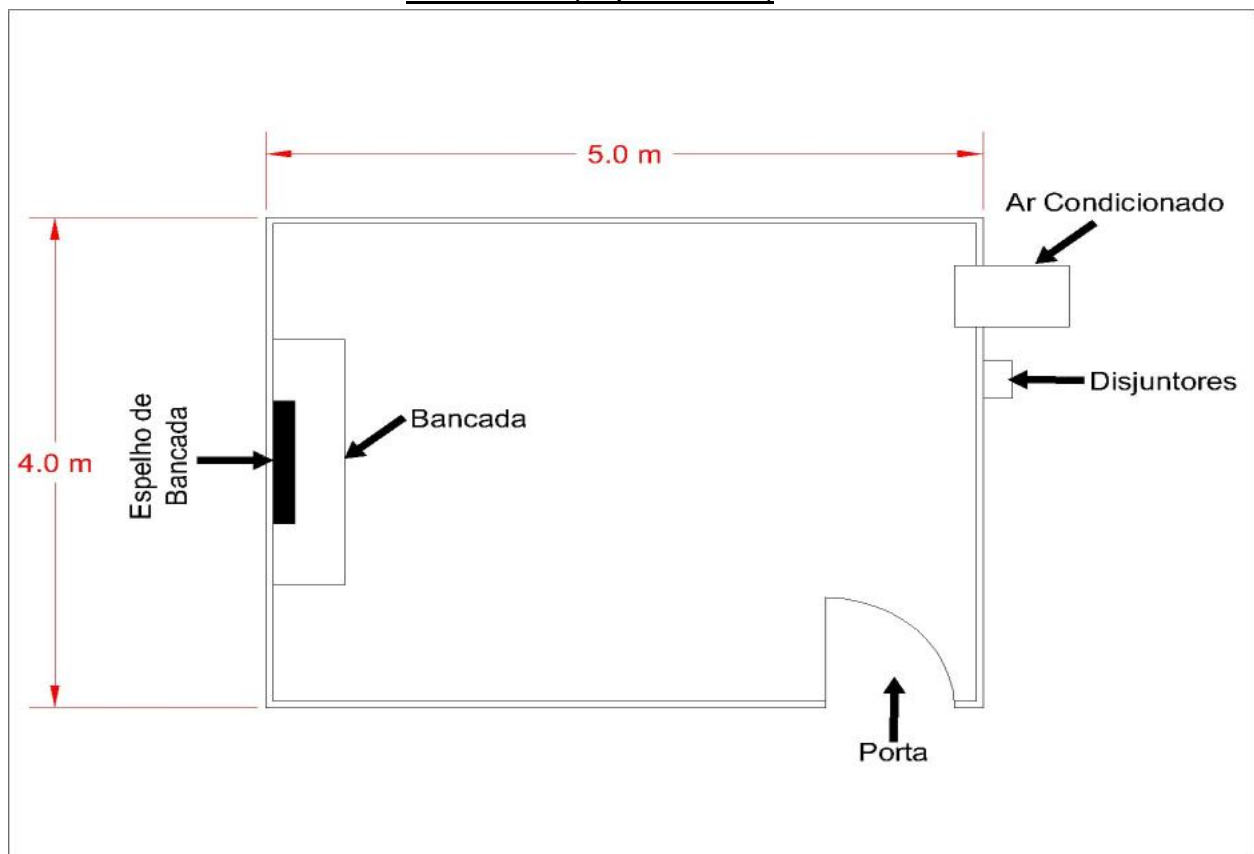 5.0 m
Ar Condicionado
Disjuntores
Bancada
Espelho de
Bancada
4.0 m
Porta